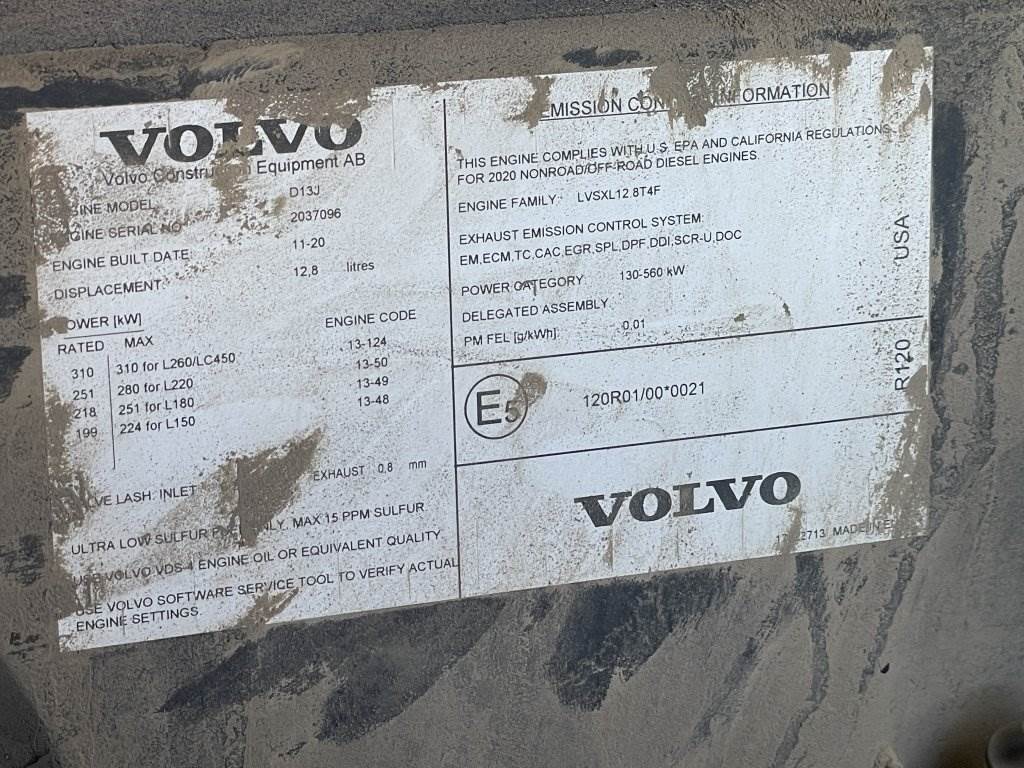 VOLVO
Volvo Construction Equipment AB
ENGINE MODEL D13J
ENGINE SERIAL NO 2037096
ENGINE BUILT DATE: 11-20
DISPLACEMENT: 12,8 litres
POWER [kW]
RATED MAX ENGINE CODE
310 310 for L260/LC450 13-124
251 280 for L220 13-50
218 251 for L180 13-49
199 224 for L150 13-48
VALVE LASH: INLET EXHAUST 0,8 mm
ULTRA LOW SULFUR ONLY. MAX 15 PPM SULFUR
USE VOLVO VDS-4 ENGINE OIL OR EQUIVALENT QUALITY
USE VOLVO SOFTWARE SERVICE TOOL TO VERIFY ACTUAL
ENGINE SETTINGS.
EMISSION CONTROL INFORMATION
THIS ENGINE COMPLIES WITH U.S. EPA AND CALIFORNIA REGULATIONS
FOR 2020 NONROAD/OFF-ROAD DIESEL ENGINES.
ENGINE FAMILY: LVSXL12.8T4F
EXHAUST EMISSION CONTROL SYSTEM:
EM,ECM,TC,CAC,EGR,SPL,DPF,DDI,SCR-U,DOC
POWER CATEGORY 130-560 kW
DELEGATED ASSEMBLY
PM FEL [g/kWh]: 0,01
USA
E5 120R01/00*0021
R120
VOLVO
MADE IN